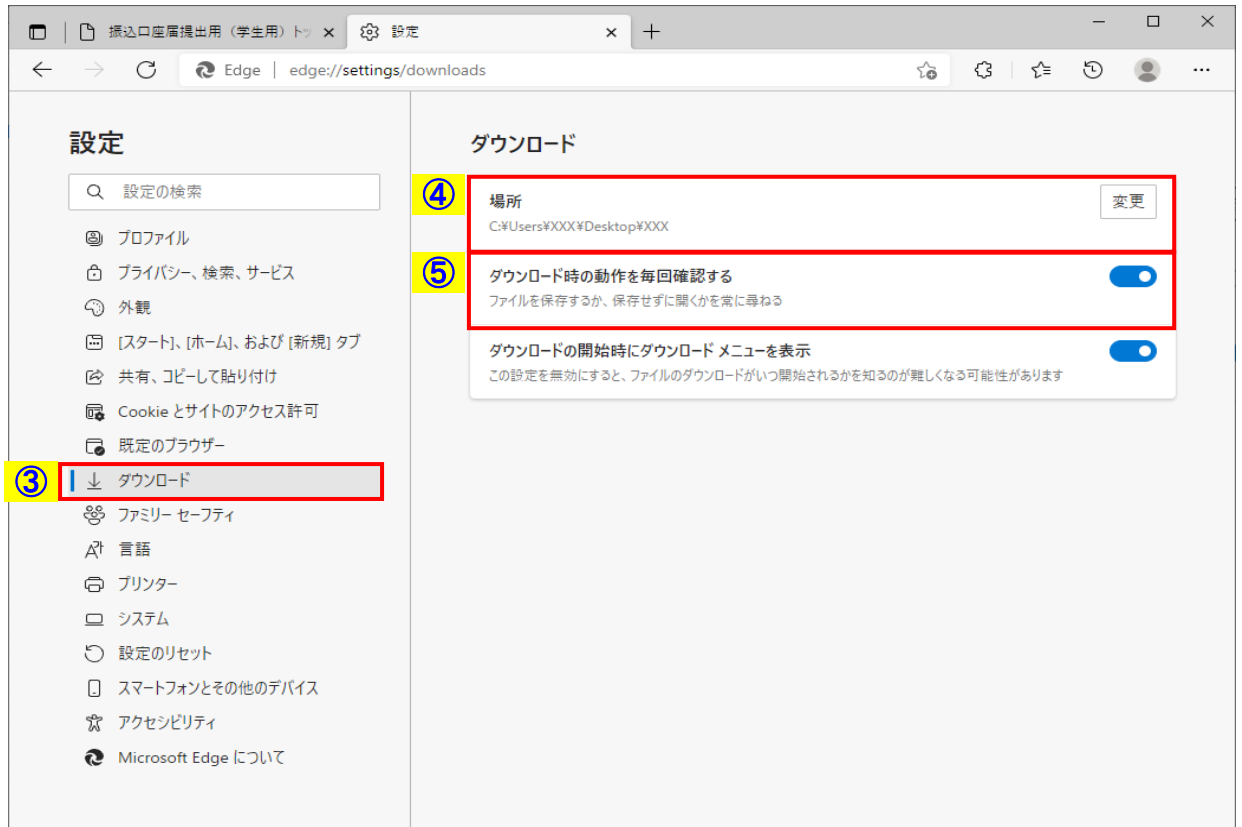 振込口座届提出用（学生用）トッ
設定
Edge | edge://settings/downloads
設定
設定の検索
プロファイル
プライバシー、検索、サービス
外観
[スタート]、[ホーム]、および [新規] タブ
共有、コピーして貼り付け
Cookie とサイトのアクセス許可
既定のブラウザー
③ ダウンロード
ファミリー セーフティ
言語
プリンター
システム
設定のリセット
スマートフォンとその他のデバイス
アクセシビリティ
Microsoft Edge について
ダウンロード
④ 場所 変更
C:¥Users¥XXX¥Desktop¥XXX
⑤ ダウンロード時の動作を毎回確認する
ファイルを保存するか、保存せずに開くかを常に尋ねる
ダウンロードの開始時にダウンロード メニューを表示
この設定を無効にすると、ファイルのダウンロードがいつ開始されるかを知るのが難しくなる可能性があります